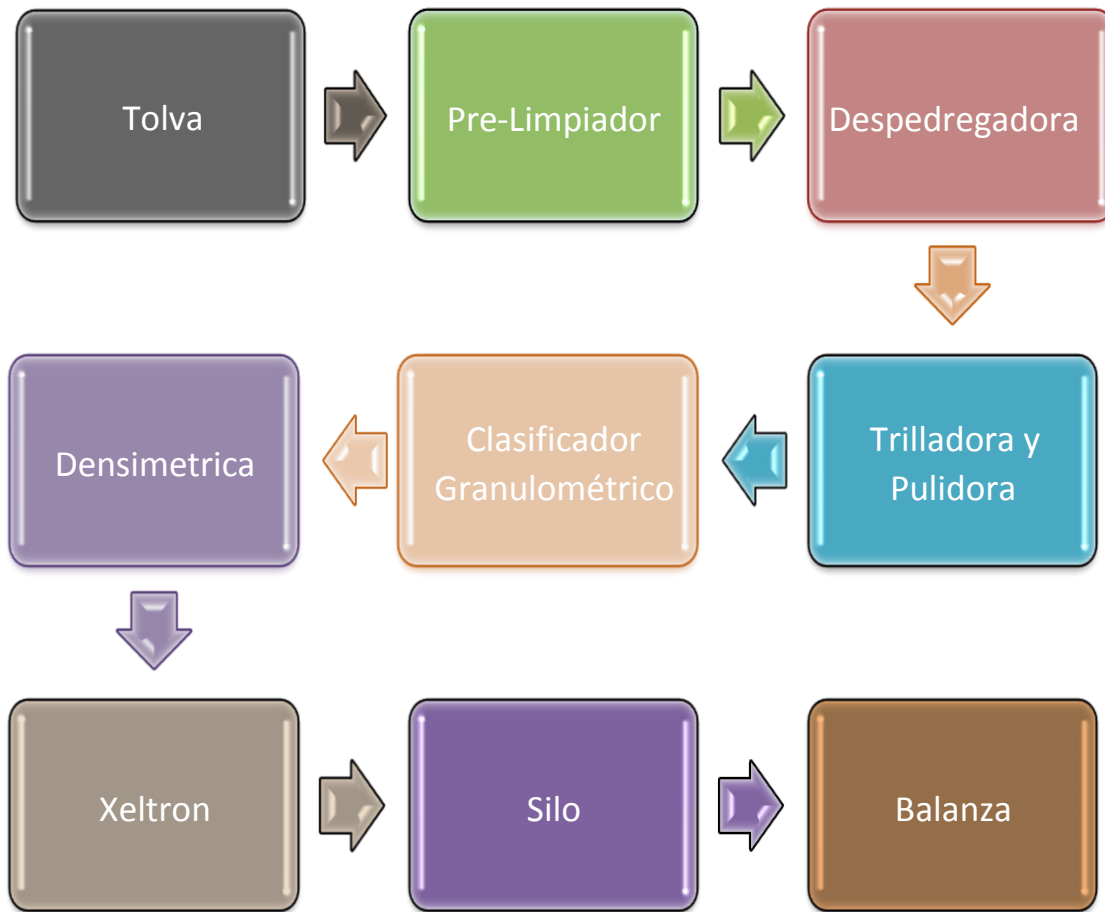 Tolva
Pre-Limpiador
Despedregadora
Trilladora y
Pulidora
Clasificador
Granulométrico
Densimetrica
Xeltron
Silo
Balanza